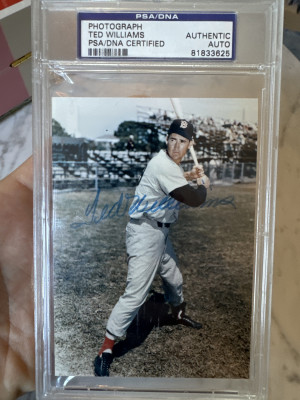 PSA/DNA
PHOTOGRAPH
TED WILLIAMS
PSA/DNA CERTIFIED
AUTHENTIC
AUTO
81833625
B
Ted Williams